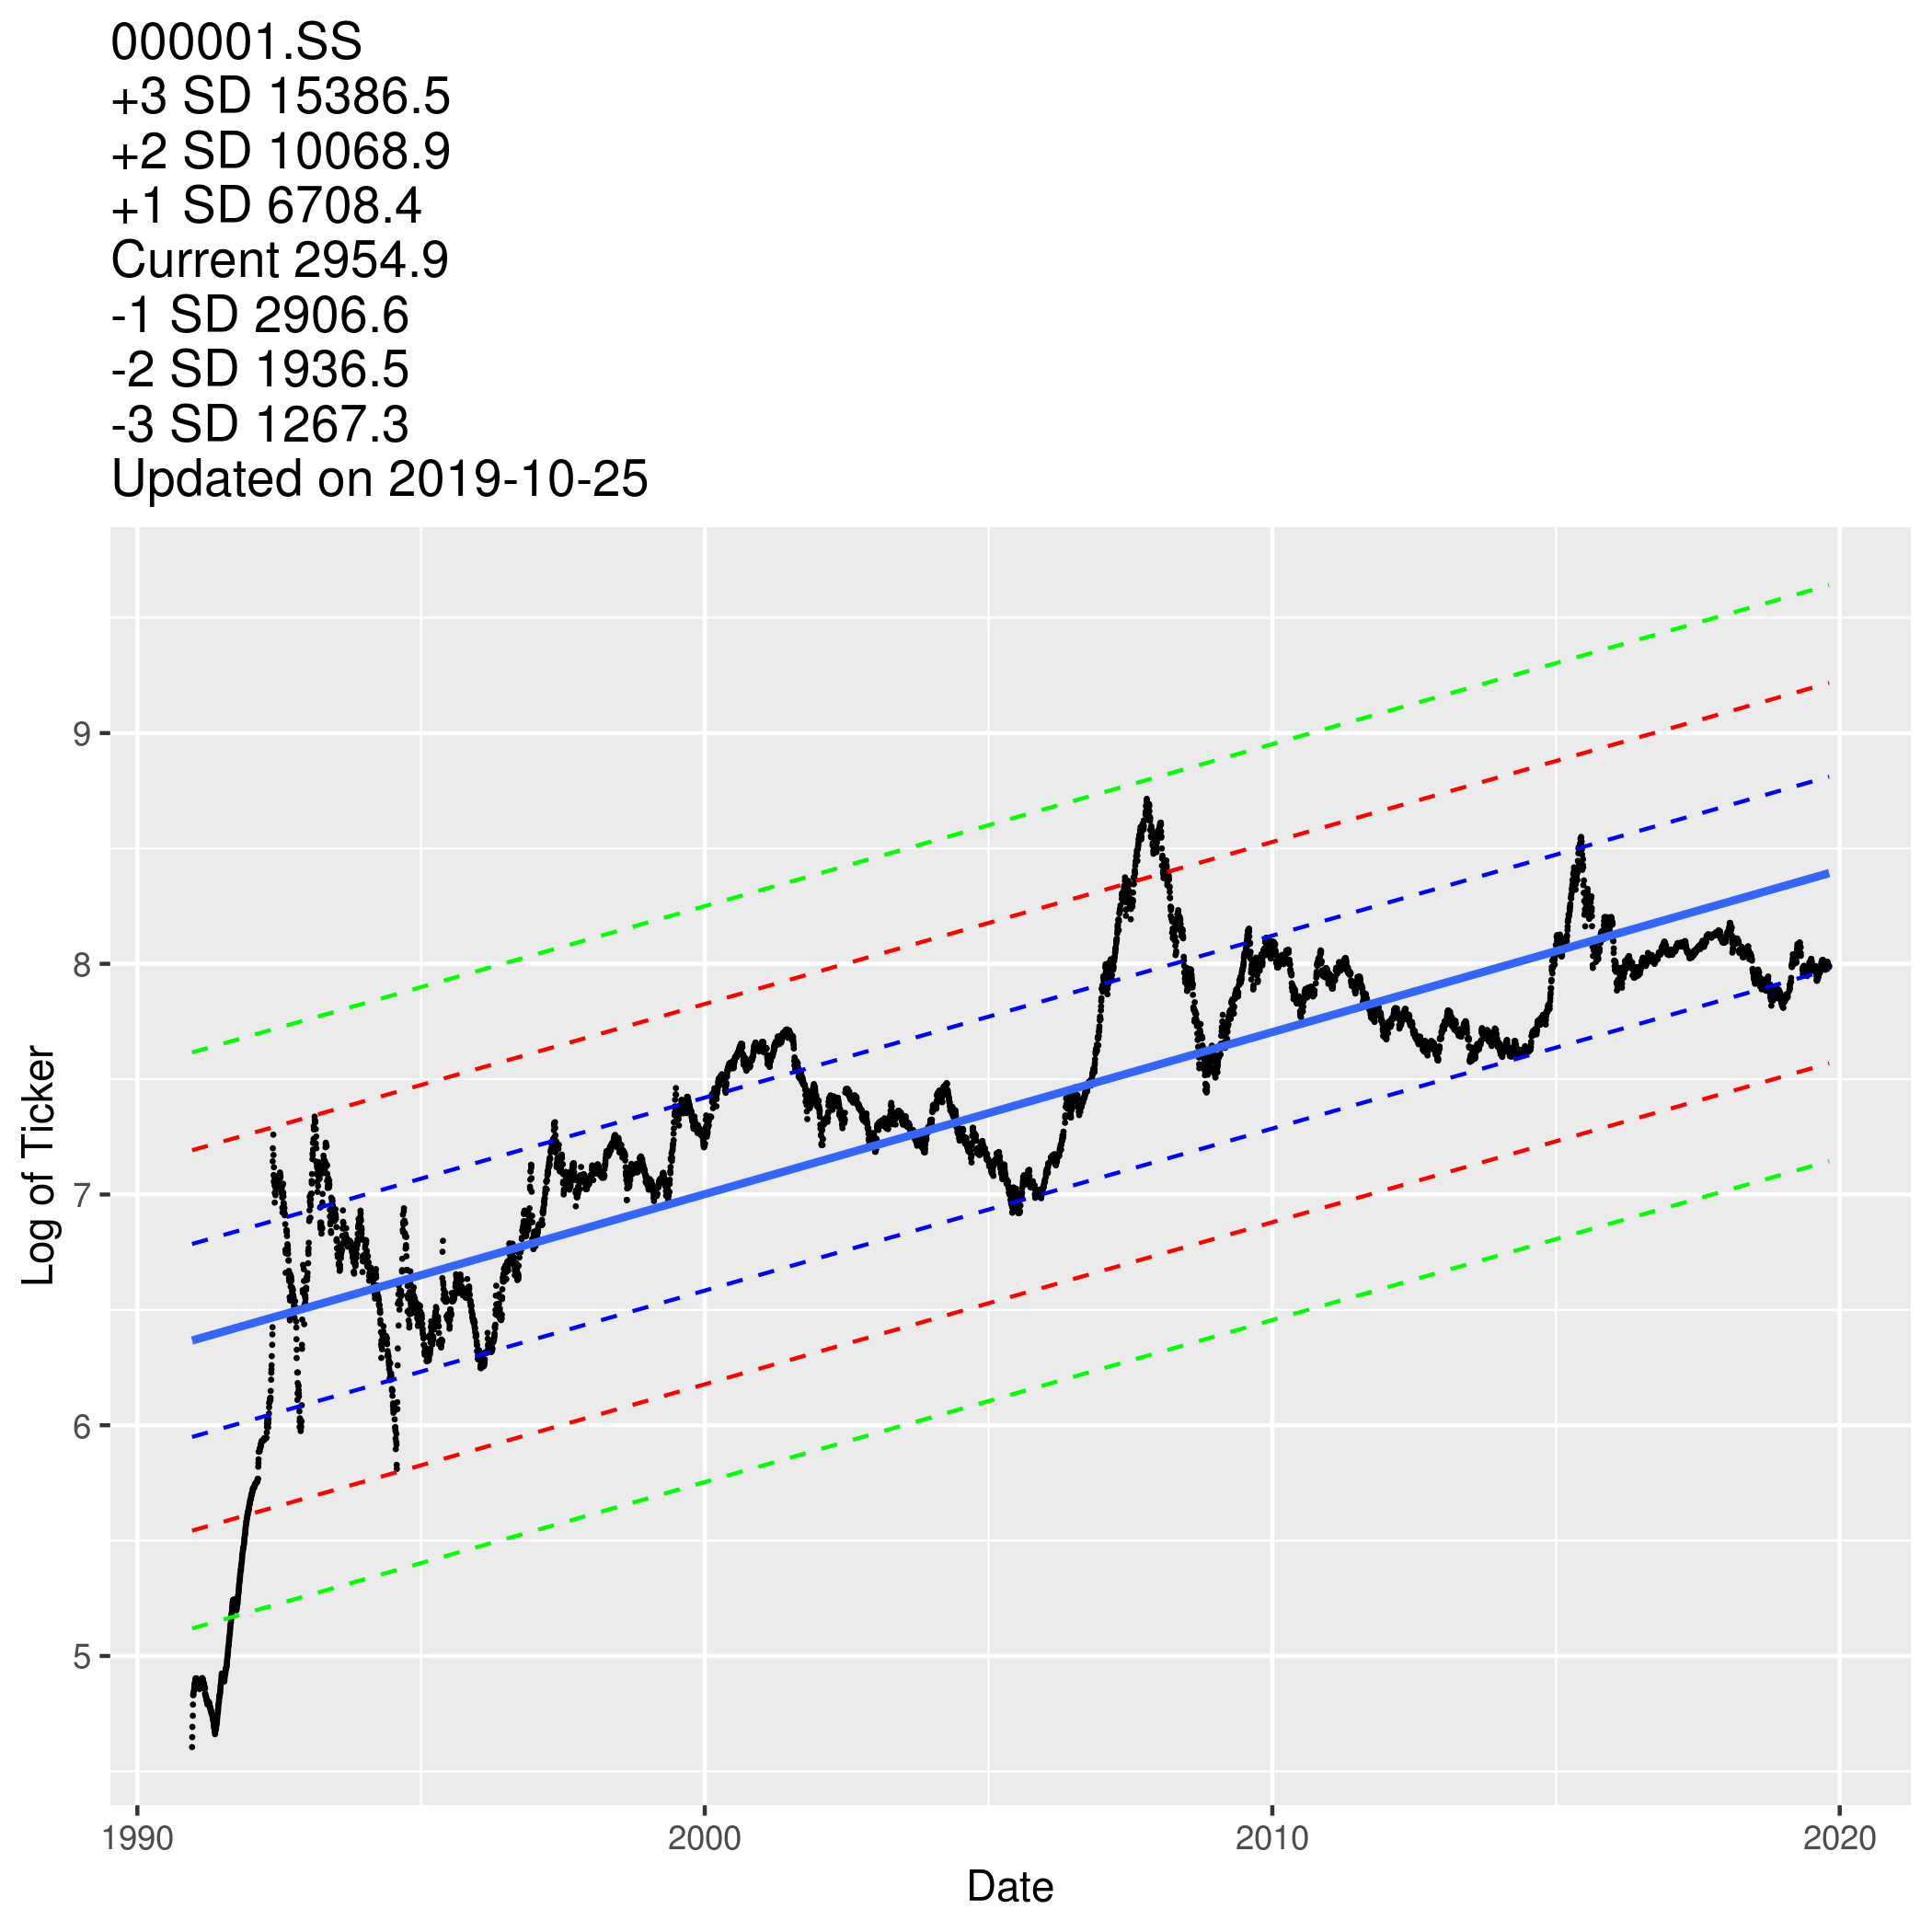 000001.SS
+3 SD 15386.5
+2 SD 10068.9
+1 SD 6708.4
Current 2954.9
-1 SD 2906.6
-2 SD 1936.5
-3 SD 1267.3
Updated on 2019-10-25
9
8
7
6
5
Log of Ticker
1990
2000
2010
2020
Date